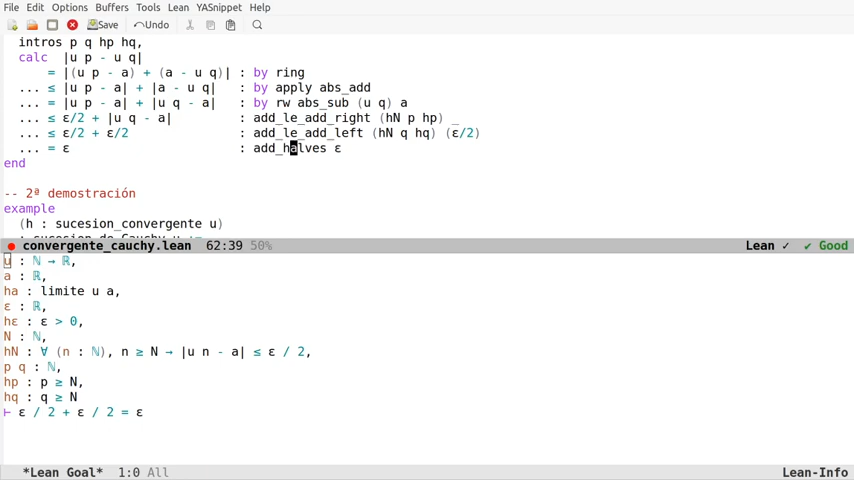 File Edit Options Buffers Tools Lean YASnippet Help
Save Undo
intros p q hp hq,
calc |u p - u q|
= |(u p - a) + (a - u q)| : by ring
... ≤ |u p - a| + |a - u q| : by apply abs_add
... = |u p - a| + |u q - a| : by rw abs_sub (u q) a
... ≤ ε/2 + |u q - a| : add_le_add_right (hN p hp) _
... ≤ ε/2 + ε/2 : add_le_add_left (hN q hq) (ε/2)
... = ε : add_halves ε
end
-- 2ª demostración
example
(h : sucesion_convergente u)
convergente_cauchy.lean 62:39 50% Lean ✓ ✔ Good
u : ℕ → ℝ,
a : ℝ,
ha : limite u a,
ε : ℝ,
hε : ε > 0,
N : ℕ,
hN : ∀ (n : ℕ), n ≥ N → |u n - a| ≤ ε / 2,
p q : ℕ,
hp : p ≥ N,
hq : q ≥ N
⊢ ε / 2 + ε / 2 = ε
*Lean Goal* 1:0 All Lean-Info